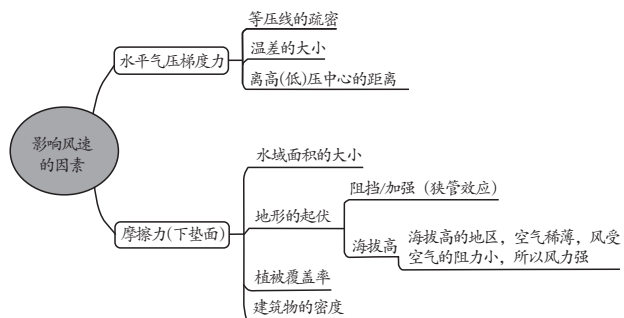 影响风速
的因素
水平气压梯度力
等压线的疏密
温差的大小
离高(低)压中心的距离
摩擦力(下垫面)
水域面积的大小
地形的起伏
阻挡/加强（狭管效应）
海拔高
海拔高的地区，空气稀薄，风受
空气的阻力小，所以风力强
植被覆盖率
建筑物的密度